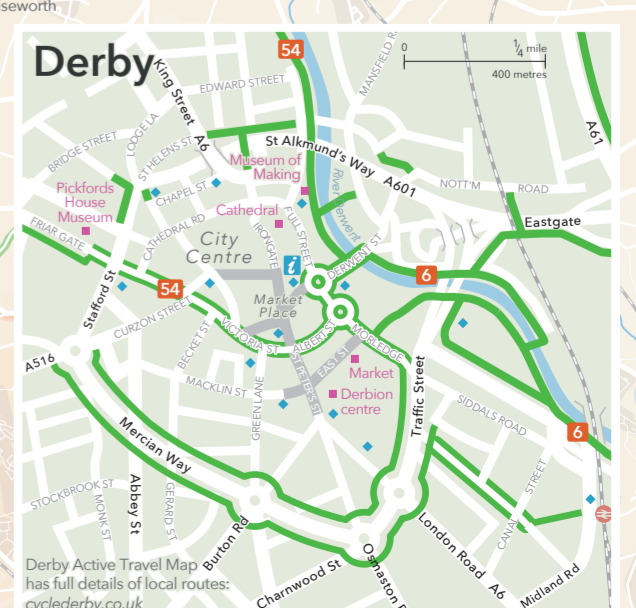 seworth
Derby
54
0
¼ mile
400 metres
MANSFIELD R
King Street
A6
EDWARD STREET
A61
LODGE LA
BRIDGE STREET
ST HELENS ST
St Alkmund's Way
A601
Museum of
Making
NOTT'M
ROAD
Pickfords
House
Museum
CHAPEL ST
River Derwent
Cathedral
FULL STREET
Eastgate
FRIAR GATE
CATHEDRAL RD
City
Centre
IRONGATE
i
DERWENT ST
6
54
Stafford St
Market
Place
CURZON STREET
VICTORIA ST
ALBERT ST
MORLEDGE
BECKET ST
ST PETER'S ST
EAST ST
A516
Market
Traffic Street
MACKLIN ST
GREEN LANE
Derbion
centre
SIDDALS ROAD
6
Mercian Way
STOCKBROOK ST
MONK ST
Abbey St
GERARD ST
CANAL STREET
Burton Rd
London Road
A6
Osmaston R
Midland Rd
Charnwood St
Derby Active Travel Map
has full details of local routes:
cyclederby.co.uk